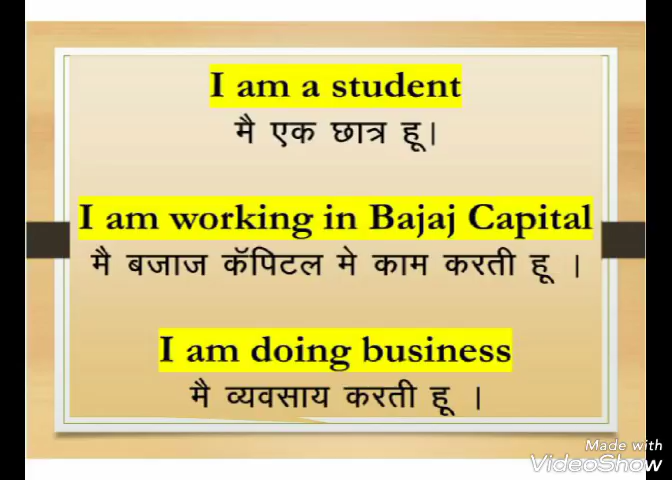 I am a student
मै एक छात्र हू।
I am working in Bajaj Capital
मै बजाज कॅपिटल मे काम करती हू ।
I am doing business
मै व्यवसाय करती हू ।
Made with
VideoShow